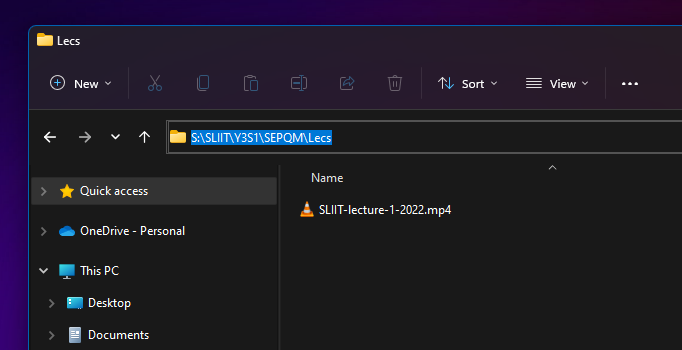 Lecs
New
Sort
View
S:\SLIIT\Y3S1\SEPQM\Lecs
Quick access
OneDrive - Personal
This PC
Desktop
Documents
Name
SLIIT-lecture-1-2022.mp4